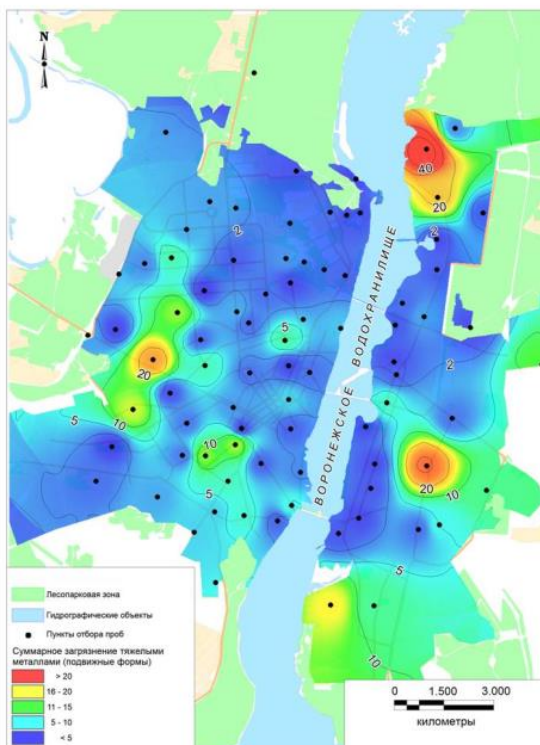 N
40
20
2
2
5
20
2
5
10
10
20
10
5
5
10
ВОРОНЕЖСКОЕ ВОДОХРАНИЛИЩЕ
Лесопарковая зона
Гидрографические объекты
Пункты отбора проб
Суммарное загрязнение тяжелыми
металлами (подвижные формы)
> 20
16 - 20
11 - 15
5 - 10
< 5
0 1.500 3.000
километры